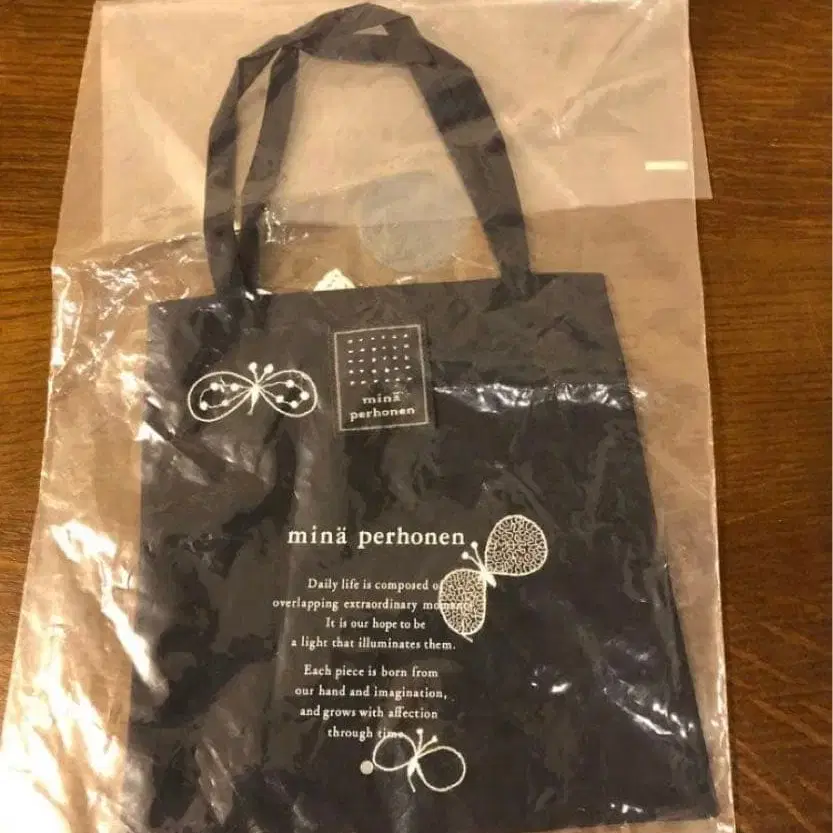 minä
perhonen
minä perhonen
Daily life is composed of
overlapping extraordinary moments.
It is our hope to be
a light that illuminates them.
Each piece is born from
our hand and imagination,
and grows with affection
through time.